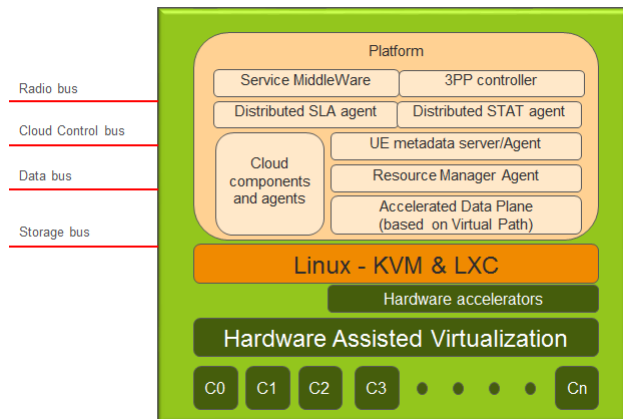 Platform
Service MiddleWare
3PP controller
Radio bus
Distributed SLA agent
Distributed STAT agent
Cloud Control bus
Cloud
components
and agents
UE metadata server/Agent
Data bus
Resource Manager Agent
Accelerated Data Plane
(based on Virtual Path)
Storage bus
Linux - KVM & LXC
Hardware accelerators
Hardware Assisted Virtualization
C0
C1
C2
C3
Cn